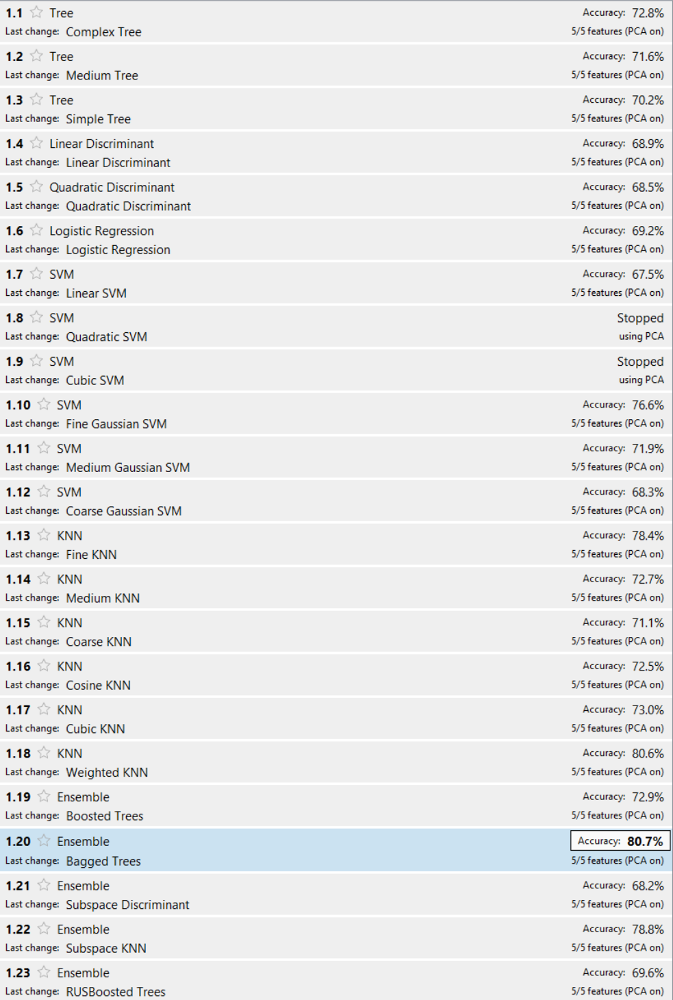 1.1 ☆ Tree Accuracy: 72.8%
Last change: Complex Tree 5/5 features (PCA on)
1.2 ☆ Tree Accuracy: 71.6%
Last change: Medium Tree 5/5 features (PCA on)
1.3 ☆ Tree Accuracy: 70.2%
Last change: Simple Tree 5/5 features (PCA on)
1.4 ☆ Linear Discriminant Accuracy: 68.9%
Last change: Linear Discriminant 5/5 features (PCA on)
1.5 ☆ Quadratic Discriminant Accuracy: 68.5%
Last change: Quadratic Discriminant 5/5 features (PCA on)
1.6 ☆ Logistic Regression Accuracy: 69.2%
Last change: Logistic Regression 5/5 features (PCA on)
1.7 ☆ SVM Accuracy: 67.5%
Last change: Linear SVM 5/5 features (PCA on)
1.8 ☆ SVM Stopped
Last change: Quadratic SVM using PCA
1.9 ☆ SVM Stopped
Last change: Cubic SVM using PCA
1.10 ☆ SVM Accuracy: 76.6%
Last change: Fine Gaussian SVM 5/5 features (PCA on)
1.11 ☆ SVM Accuracy: 71.9%
Last change: Medium Gaussian SVM 5/5 features (PCA on)
1.12 ☆ SVM Accuracy: 68.3%
Last change: Coarse Gaussian SVM 5/5 features (PCA on)
1.13 ☆ KNN Accuracy: 78.4%
Last change: Fine KNN 5/5 features (PCA on)
1.14 ☆ KNN Accuracy: 72.7%
Last change: Medium KNN 5/5 features (PCA on)
1.15 ☆ KNN Accuracy: 71.1%
Last change: Coarse KNN 5/5 features (PCA on)
1.16 ☆ KNN Accuracy: 72.5%
Last change: Cosine KNN 5/5 features (PCA on)
1.17 ☆ KNN Accuracy: 73.0%
Last change: Cubic KNN 5/5 features (PCA on)
1.18 ☆ KNN Accuracy: 80.6%
Last change: Weighted KNN 5/5 features (PCA on)
1.19 ☆ Ensemble Accuracy: 72.9%
Last change: Boosted Trees 5/5 features (PCA on)
1.20 ☆ Ensemble Accuracy: 80.7%
Last change: Bagged Trees 5/5 features (PCA on)
1.21 ☆ Ensemble Accuracy: 68.2%
Last change: Subspace Discriminant 5/5 features (PCA on)
1.22 ☆ Ensemble Accuracy: 78.8%
Last change: Subspace KNN 5/5 features (PCA on)
1.23 ☆ Ensemble Accuracy: 69.6%
Last change: RUSBoosted Trees 5/5 features (PCA on)